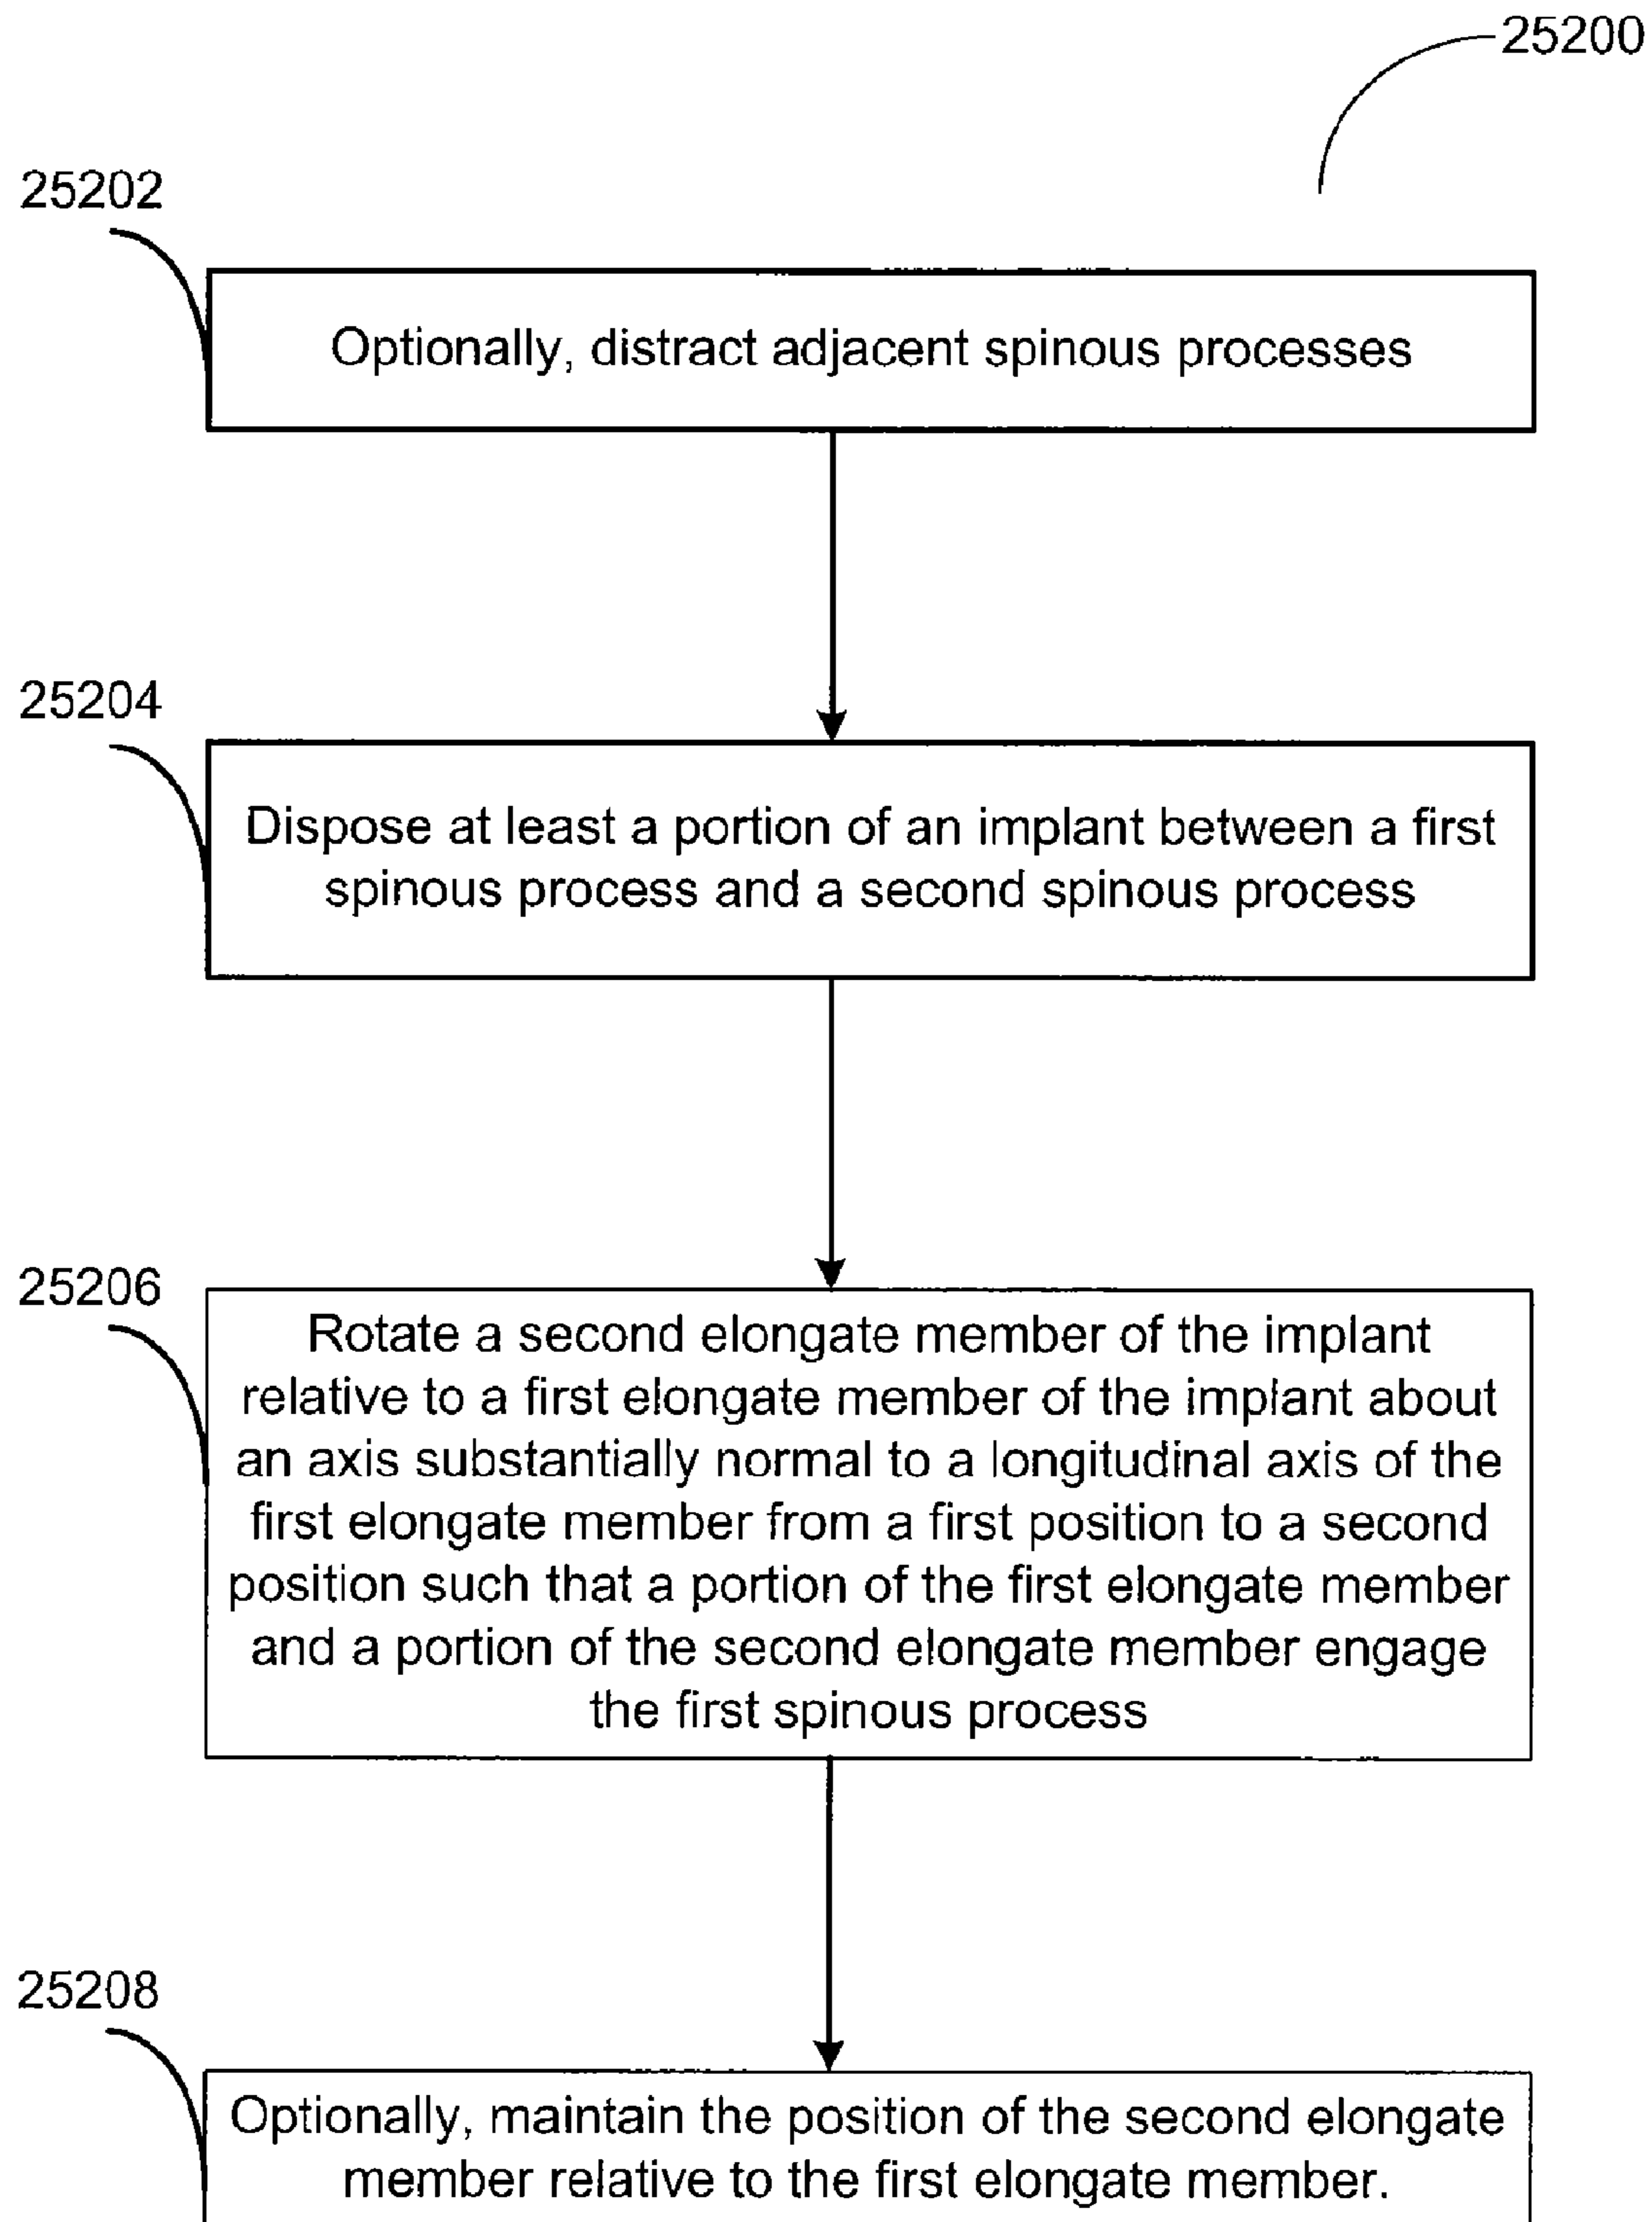 25200
25202
Optionally, distract adjacent spinous processes
25204
Dispose at least a portion of an implant between a first
spinous process and a second spinous process
25206
Rotate a second elongate member of the implant
relative to a first elongate member of the implant about
an axis substantially normal to a longitudinal axis of the
first elongate member from a first position to a second
position such that a portion of the first elongate member
and a portion of the second elongate member engage
the first spinous process
25208
Optionally, maintain the position of the second elongate
member relative to the first elongate member.